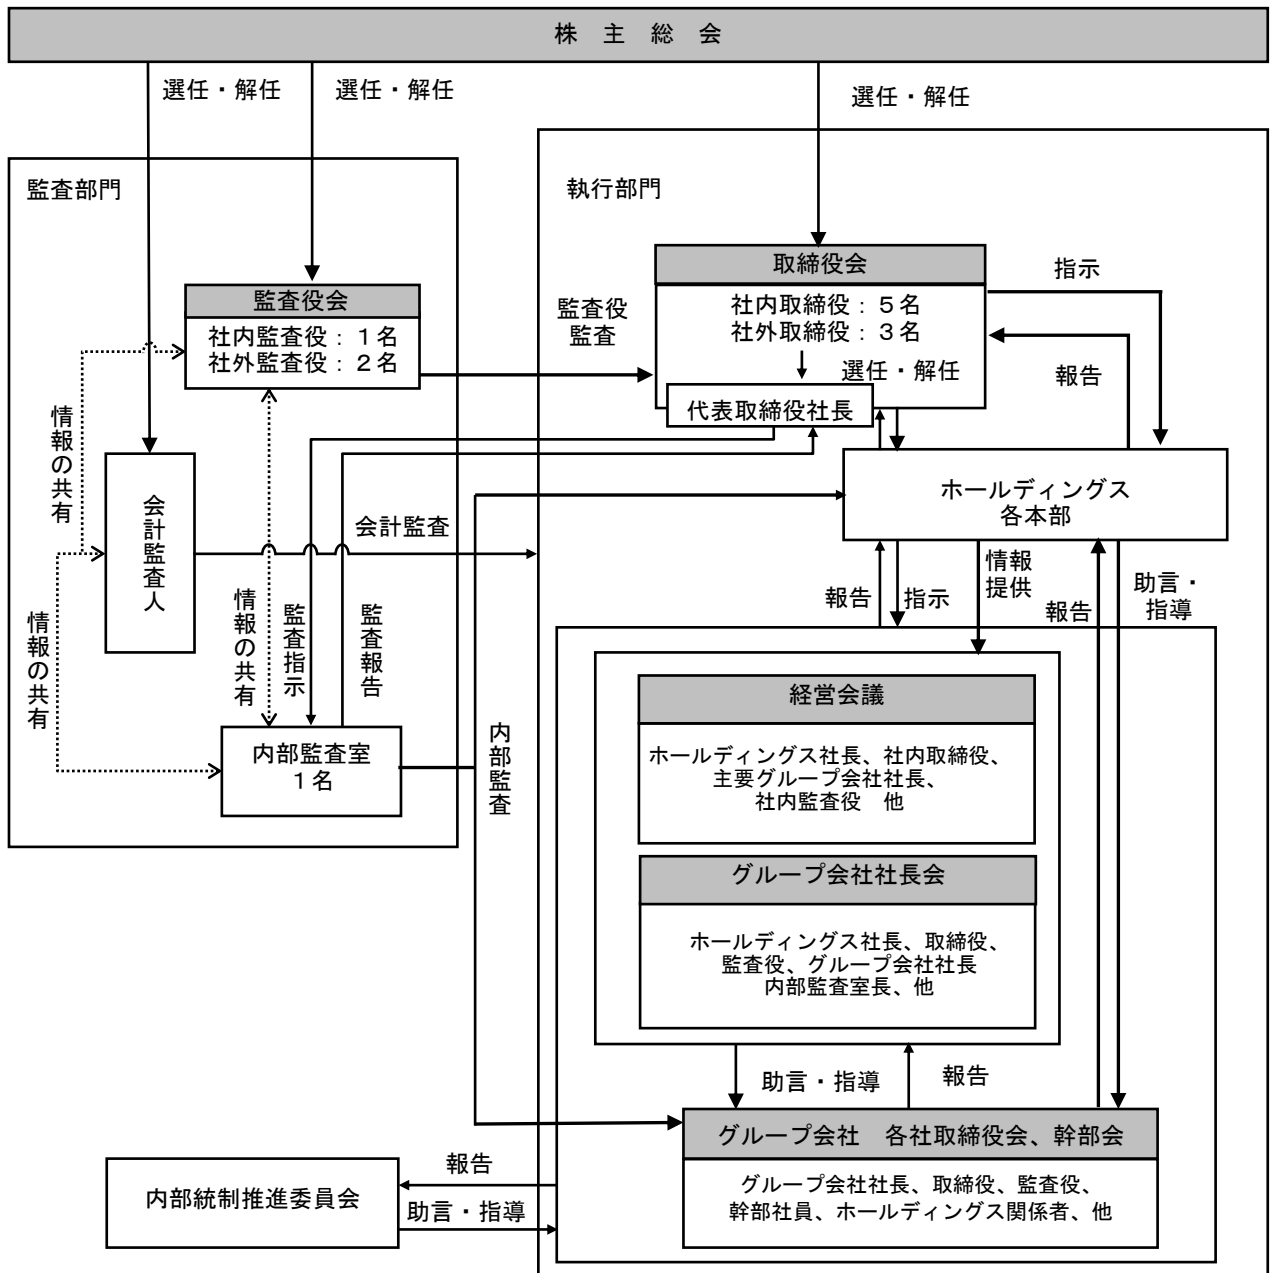 株　主　総　会
選任・解任
選任・解任
選任・解任
監査部門
執行部門
監査役会
社内監査役：１名
社外監査役：２名
監査役
監査
取締役会
社内取締役：５名
社外取締役：３名
選任・解任
代表取締役社長
指示
報告
情報の共有
会計監査人
会計監査
ホールディングス
各本部
情報の共有
情報の共有
監査指示
監査報告
報告
指示
情報
提供
報告
助言・
指導
内部監査室
１名
内部監査
経営会議
ホールディングス社長、社内取締役、
主要グループ会社社長、
社内監査役　他
グループ会社社長会
ホールディングス社長、取締役、
監査役、グループ会社社長
内部監査室長、他
助言・指導
報告
グループ会社　各社取締役会、幹部会
グループ会社社長、取締役、監査役、
幹部社員、ホールディングス関係者、他
内部統制推進委員会
報告
助言・指導